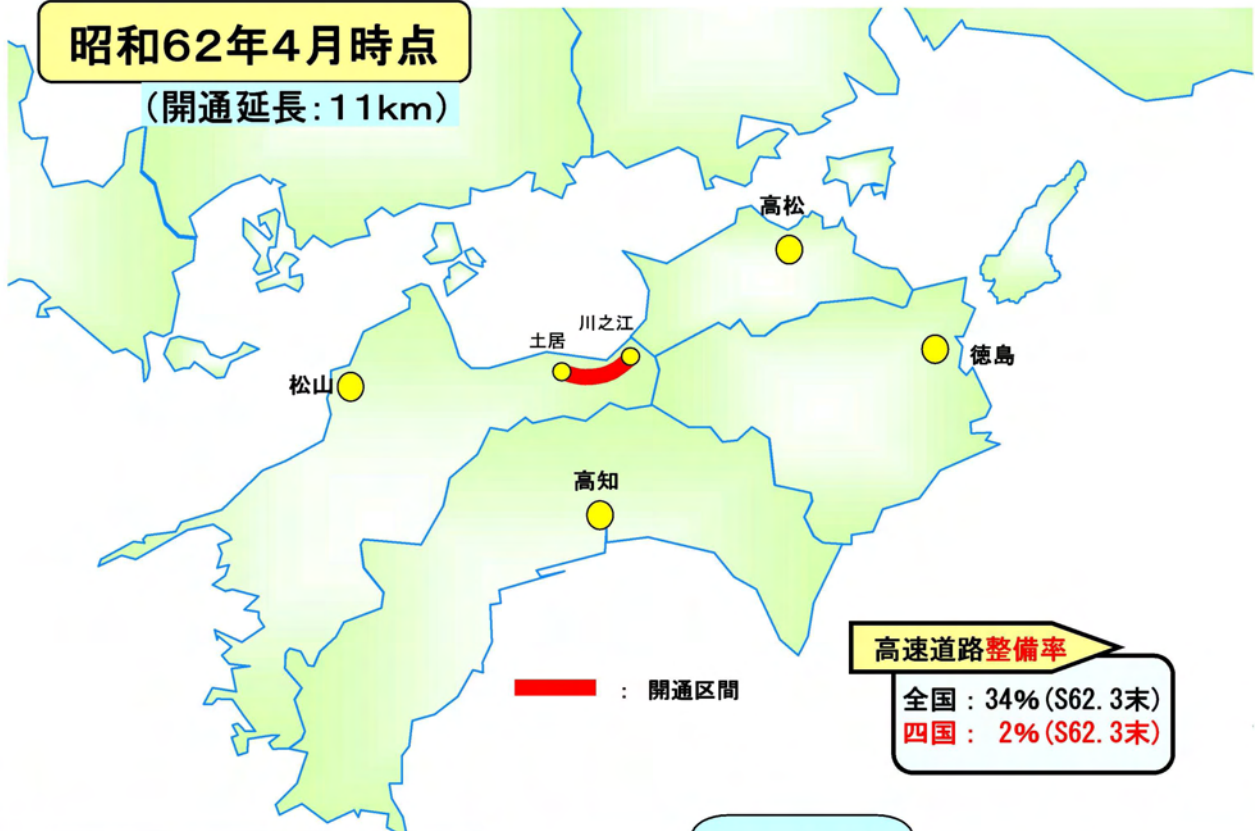 昭和62年4月時点
(開通延長:11km)
高松
川之江
土居
徳島
松山
高知
: 開通区間
高速道路整備率
全国:34%(S62.3末)
四国: 2%(S62.3末)